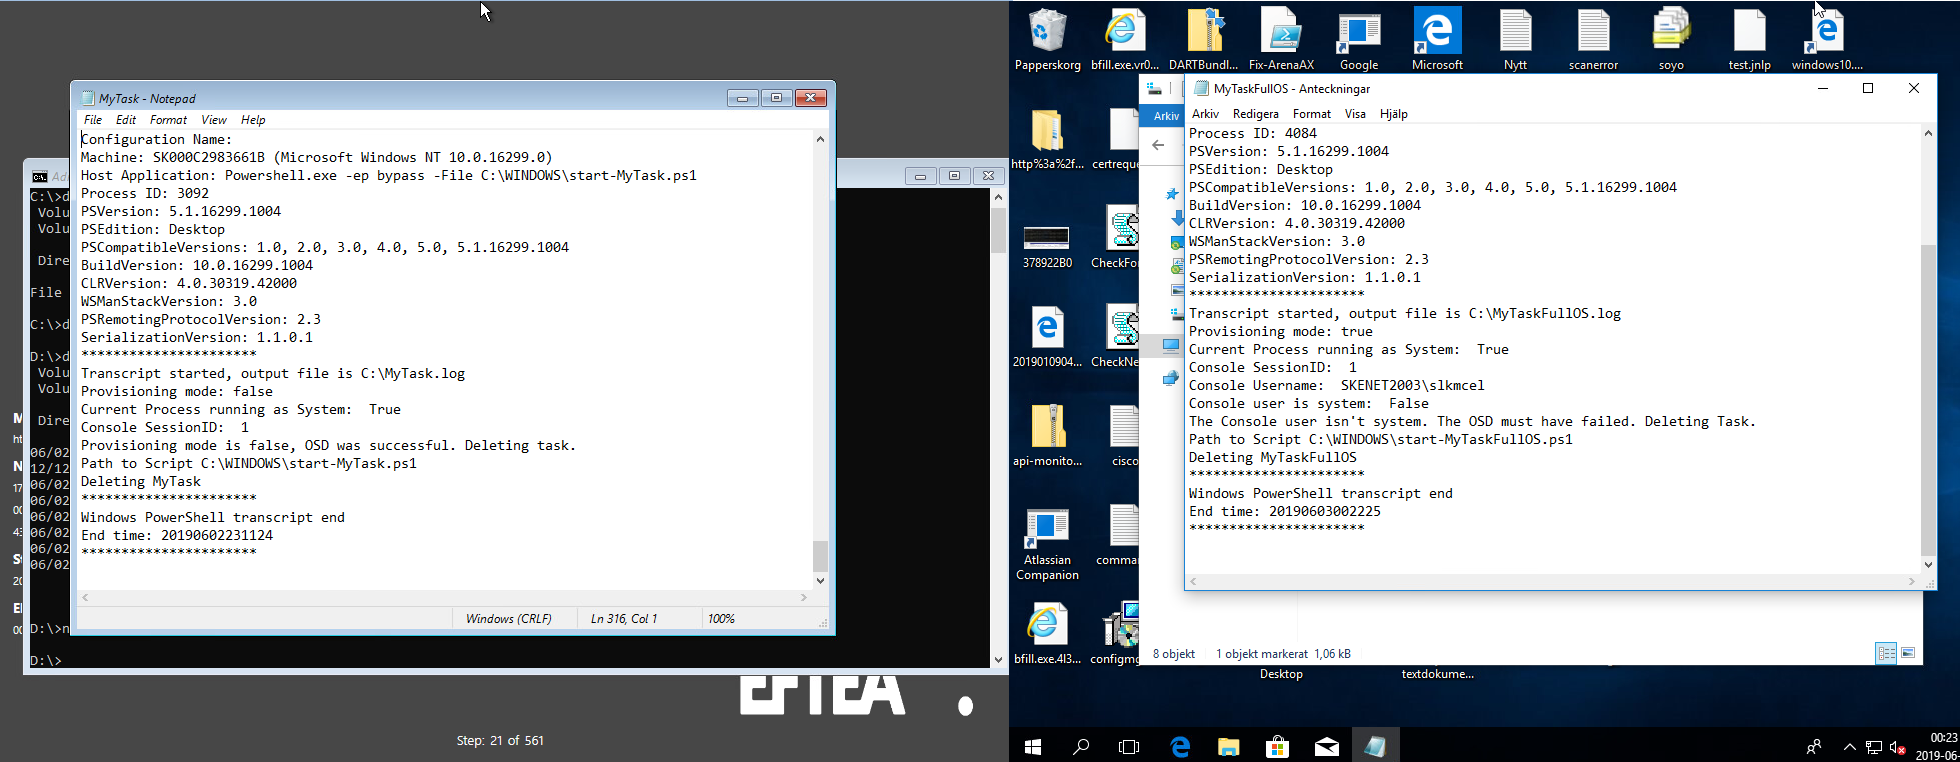 MyTask - Notepad
File Edit Format View Help
Configuration Name:
Machine: SK000C2983661B (Microsoft Windows NT 10.0.16299.0)
Host Application: Powershell.exe -ep bypass -File C:\WINDOWS\start-MyTask.ps1
Process ID: 3092
PSVersion: 5.1.16299.1004
PSEdition: Desktop
PSCompatibleVersions: 1.0, 2.0, 3.0, 4.0, 5.0, 5.1.16299.1004
BuildVersion: 10.0.16299.1004
CLRVersion: 4.0.30319.42000
WSManStackVersion: 3.0
PSRemotingProtocolVersion: 2.3
SerializationVersion: 1.1.0.1
**********************
Transcript started, output file is C:\MyTask.log
Provisioning mode: false
Current Process running as System:  True
Console SessionID:  1
Provisioning mode is false, OSD was successful. Deleting task.
Path to Script C:\WINDOWS\start-MyTask.ps1
Deleting MyTask
**********************
Windows PowerShell transcript end
End time: 20190602231124
**********************
Windows (CRLF) Ln 316, Col 1 100%
Ad
C:\>d
Volu
Volu
Dire
File
C:\>d
D:\>d
Volu
Volu
Dire
06/02
12/12
06/02
06/02
06/02
06/02
06/02
06/02
D:\>n
D:\>
M
ht
N
17
00
43
20
00
Step: 21 of 561
Papperskorg
bfill.exe.vr0...
DARTBundl...
Fix-ArenaAX
Google
Microsoft
Nytt
scanerror
soyo
test.jnlp
windows10....
http%3a%2f...
certreque
378922B0
CheckFor
2019010904...
CheckNe
api-monito...
cisco
Atlassian
Companion
comma
bfill.exe.4l3...
configmg
Desktop
textdokume...
Arkiv
MyTaskFullOS - Anteckningar
Arkiv Redigera Format Visa Hjälp
Process ID: 4084
PSVersion: 5.1.16299.1004
PSEdition: Desktop
PSCompatibleVersions: 1.0, 2.0, 3.0, 4.0, 5.0, 5.1.16299.1004
BuildVersion: 10.0.16299.1004
CLRVersion: 4.0.30319.42000
WSManStackVersion: 3.0
PSRemotingProtocolVersion: 2.3
SerializationVersion: 1.1.0.1
**********************
Transcript started, output file is C:\MyTaskFullOS.log
Provisioning mode: true
Current Process running as System:  True
Console SessionID:  1
Console Username:  SKENET2003\slkmcel
Console user is system:  False
The Console user isn't system. The OSD must have failed. Deleting Task.
Path to Script C:\WINDOWS\start-MyTaskFullOS.ps1
Deleting MyTaskFullOS
**********************
Windows PowerShell transcript end
End time: 20190603002225
**********************
8 objekt 1 objekt markerat 1,06 kB
00:23
2019-06-